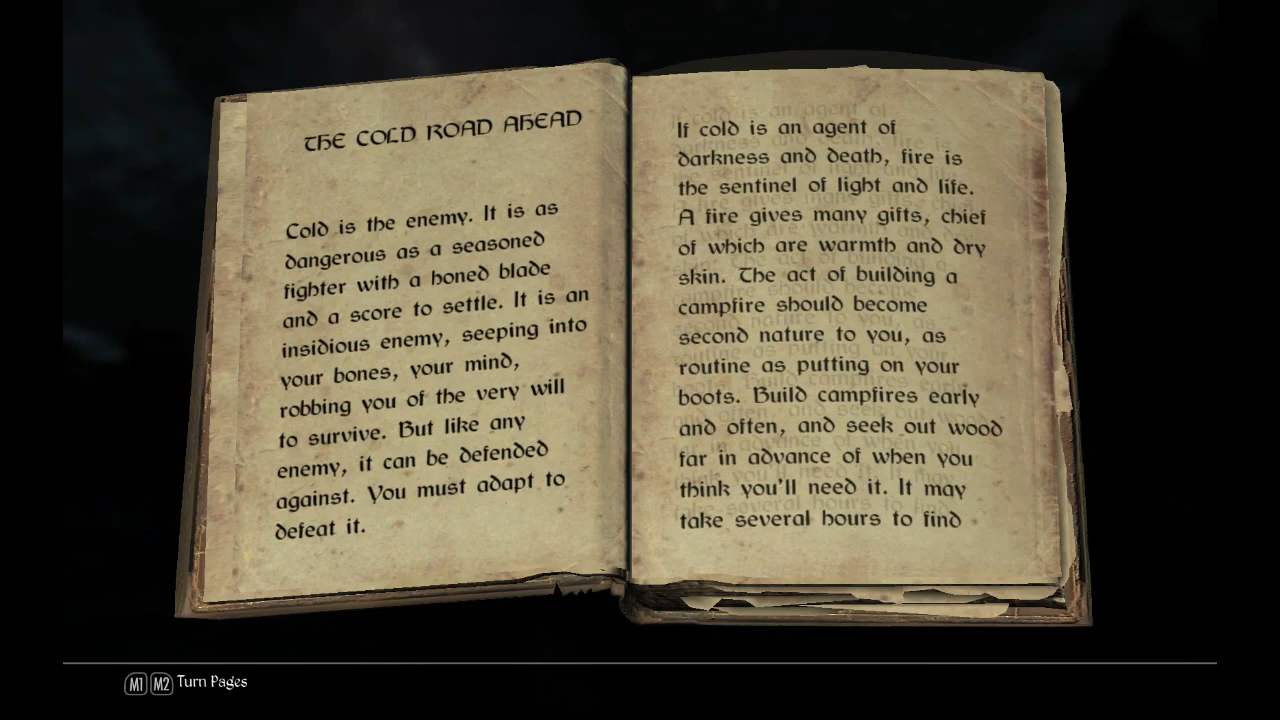 THE COLD ROAD AHEAD
Cold is the enemy. It is as
dangerous as a seasoned
fighter with a honed blade
and a score to settle. It is an
insidious enemy, seeping into
your bones, your mind,
robbing you of the very will
to survive. But like any
enemy, it can be defended
against. You must adapt to
defeat it.
If cold is an agent of
darkness and death, fire is
the sentinel of light and life.
A fire gives many gifts, chief
of which are warmth and dry
skin. The act of building a
campfire should become
second nature to you, as
routine as putting on your
boots. Build campfires early
and often, and seek out wood
far in advance of when you
think you'll need it. It may
take several hours to find
M1 M2 Turn Pages